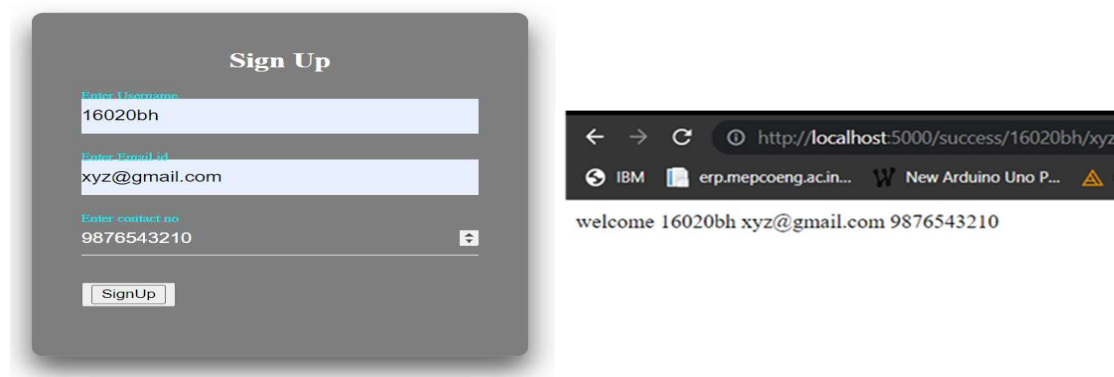 Sign Up
Enter Username
16020bh
Enter Email id
xyz@gmail.com
Enter contact no
9876543210
SignUp
http://localhost:5000/success/16020bh/xyz
IBM erp.mepcoeng.ac.in... New Arduino Uno P...
welcome 16020bh xyz@gmail.com 9876543210